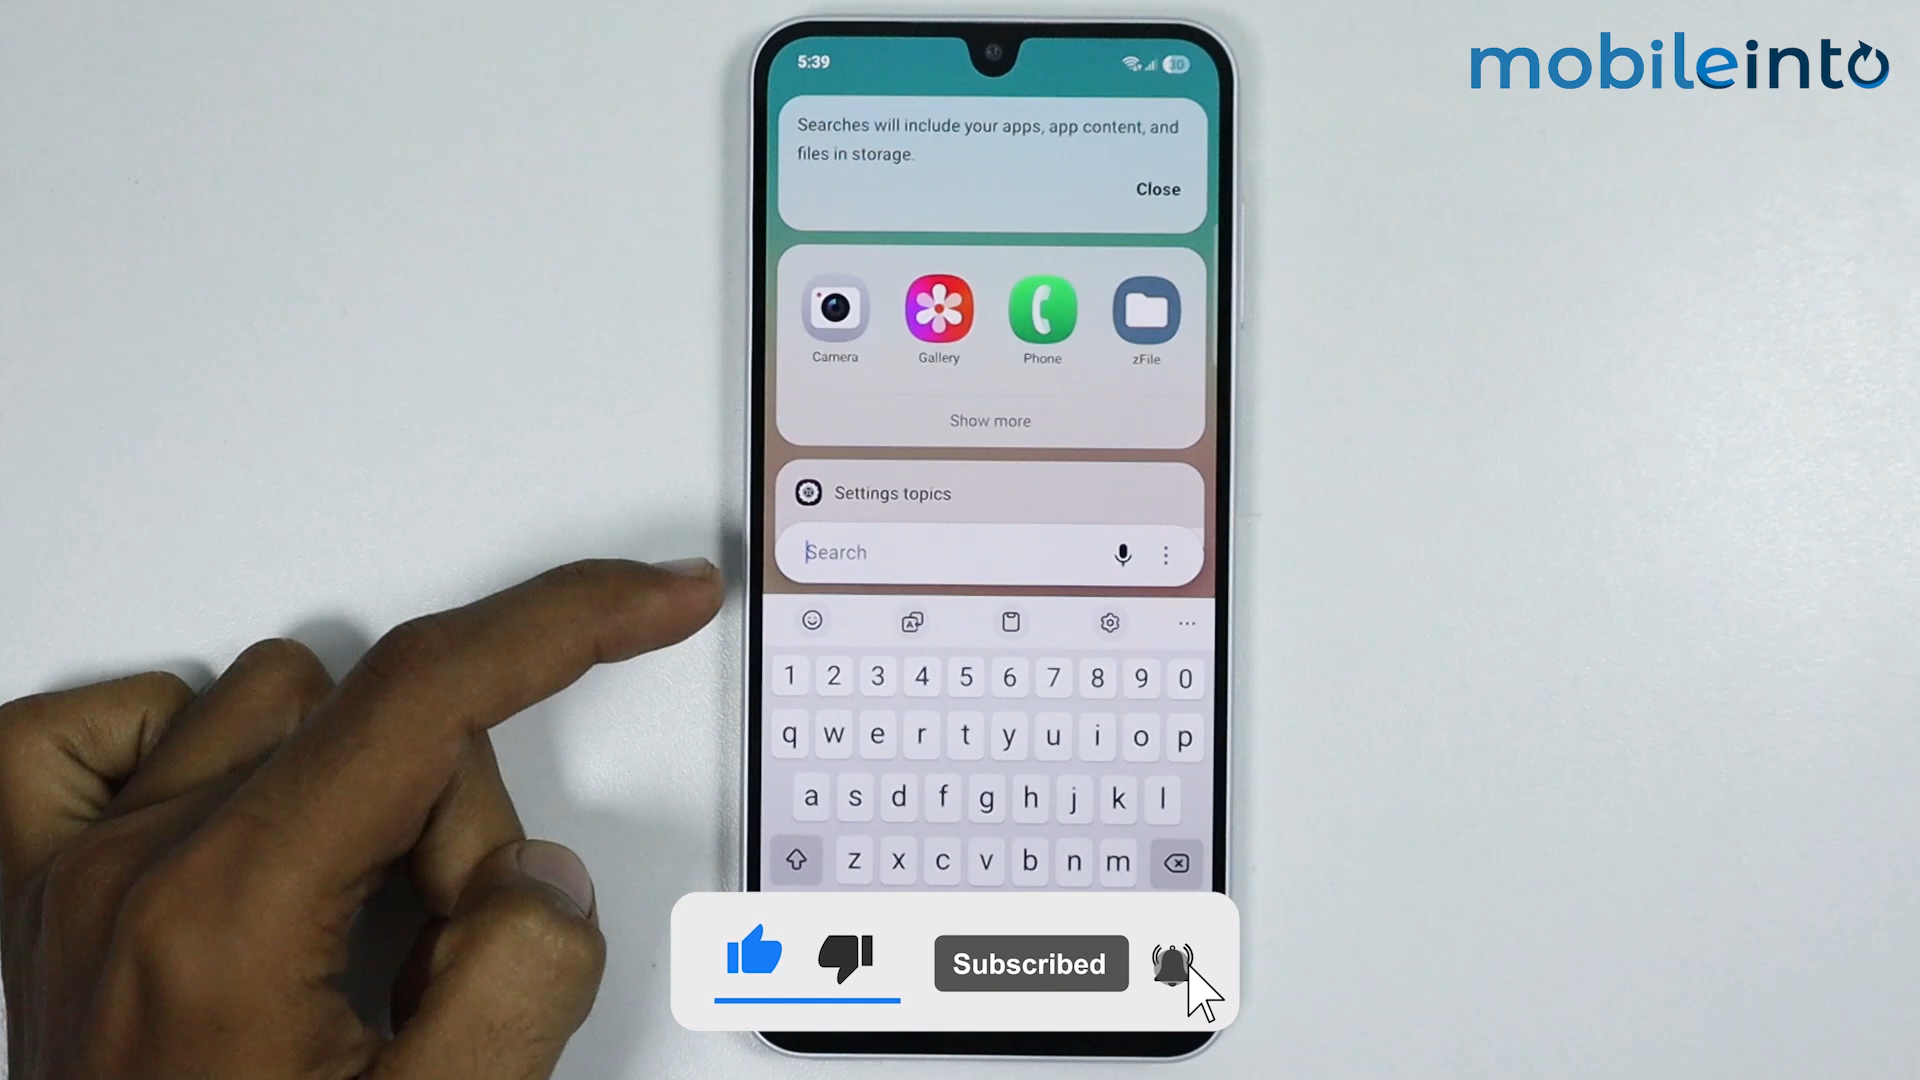 mobileinto
5:39
30
Searches will include your apps, app content, and
files in storage.
Close
Camera
Gallery
Phone
zFile
Show more
Settings topics
Search
1 2 3 4 5 6 7 8 9 0
q w e r t y u i o p
a s d f g h j k l
z x c v b n m
Subscribed